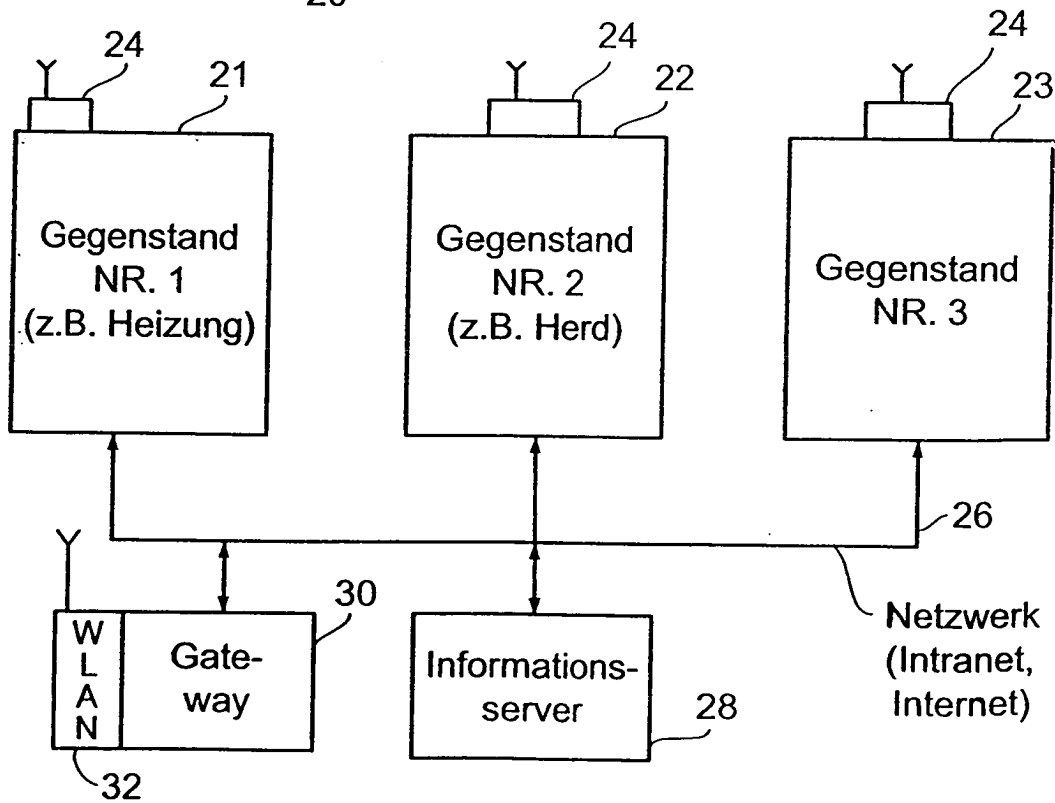 24
21
24
22
24
23
Gegenstand
NR. 1
(z.B. Heizung)
Gegenstand
NR. 2
(z.B. Herd)
Gegenstand
NR. 3
26
30
W
L
A
N
Gate-
way
32
Informations-
server
28
Netzwerk
(Intranet,
Internet)